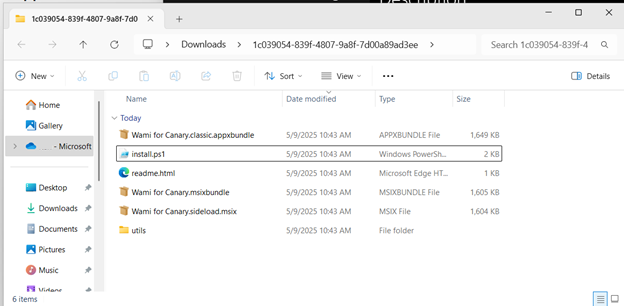 Description
1c039054-839f-4807-9a8f-7d0
Downloads > 1c039054-839f-4807-9a8f-7d00a89ad3ee > Search 1c039054-839f-4
New Sort View ... Details
Home
Gallery
- Microsoft
Desktop
Downloads
Documents
Pictures
Music
Videos
Name Date modified Type Size
Today
Wami for Canary.classic.appxbundle 5/9/2025 10:43 AM APPXBUNDLE File 1,649 KB
install.ps1 5/9/2025 10:43 AM Windows PowerSh... 2 KB
readme.html 5/9/2025 10:43 AM Microsoft Edge HT... 1 KB
Wami for Canary.msixbundle 5/9/2025 10:43 AM MSIXBUNDLE File 1,605 KB
Wami for Canary.sideload.msix 5/9/2025 10:43 AM MSIX File 1,604 KB
utils 5/9/2025 10:43 AM File folder
6 items